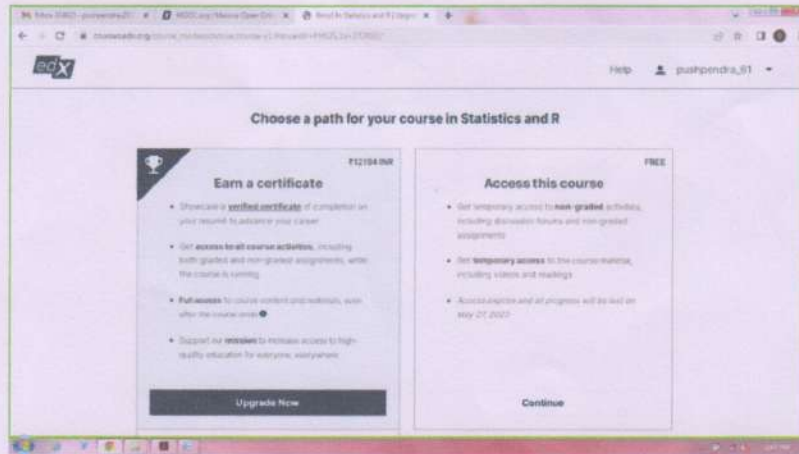 edX
Help
pushpendra_61
Choose a path for your course in Statistics and R
₹12194 INR
Earn a certificate
• Showcase a verified certificate of completion on
your resumé to advance your career
• Get access to all course activities, including
both graded and non-graded assignments, while
the course is running
• Full access to course content and materials, even
after the course ends
• Support our mission to increase access to high-
quality education for everyone, everywhere
Upgrade Now
FREE
Access this course
• Get temporary access to non-graded activities,
including discussion forums and non-graded
assignments
• Get temporary access to the course material,
including videos and readings
• Access expires and all progress will be lost on
Continue